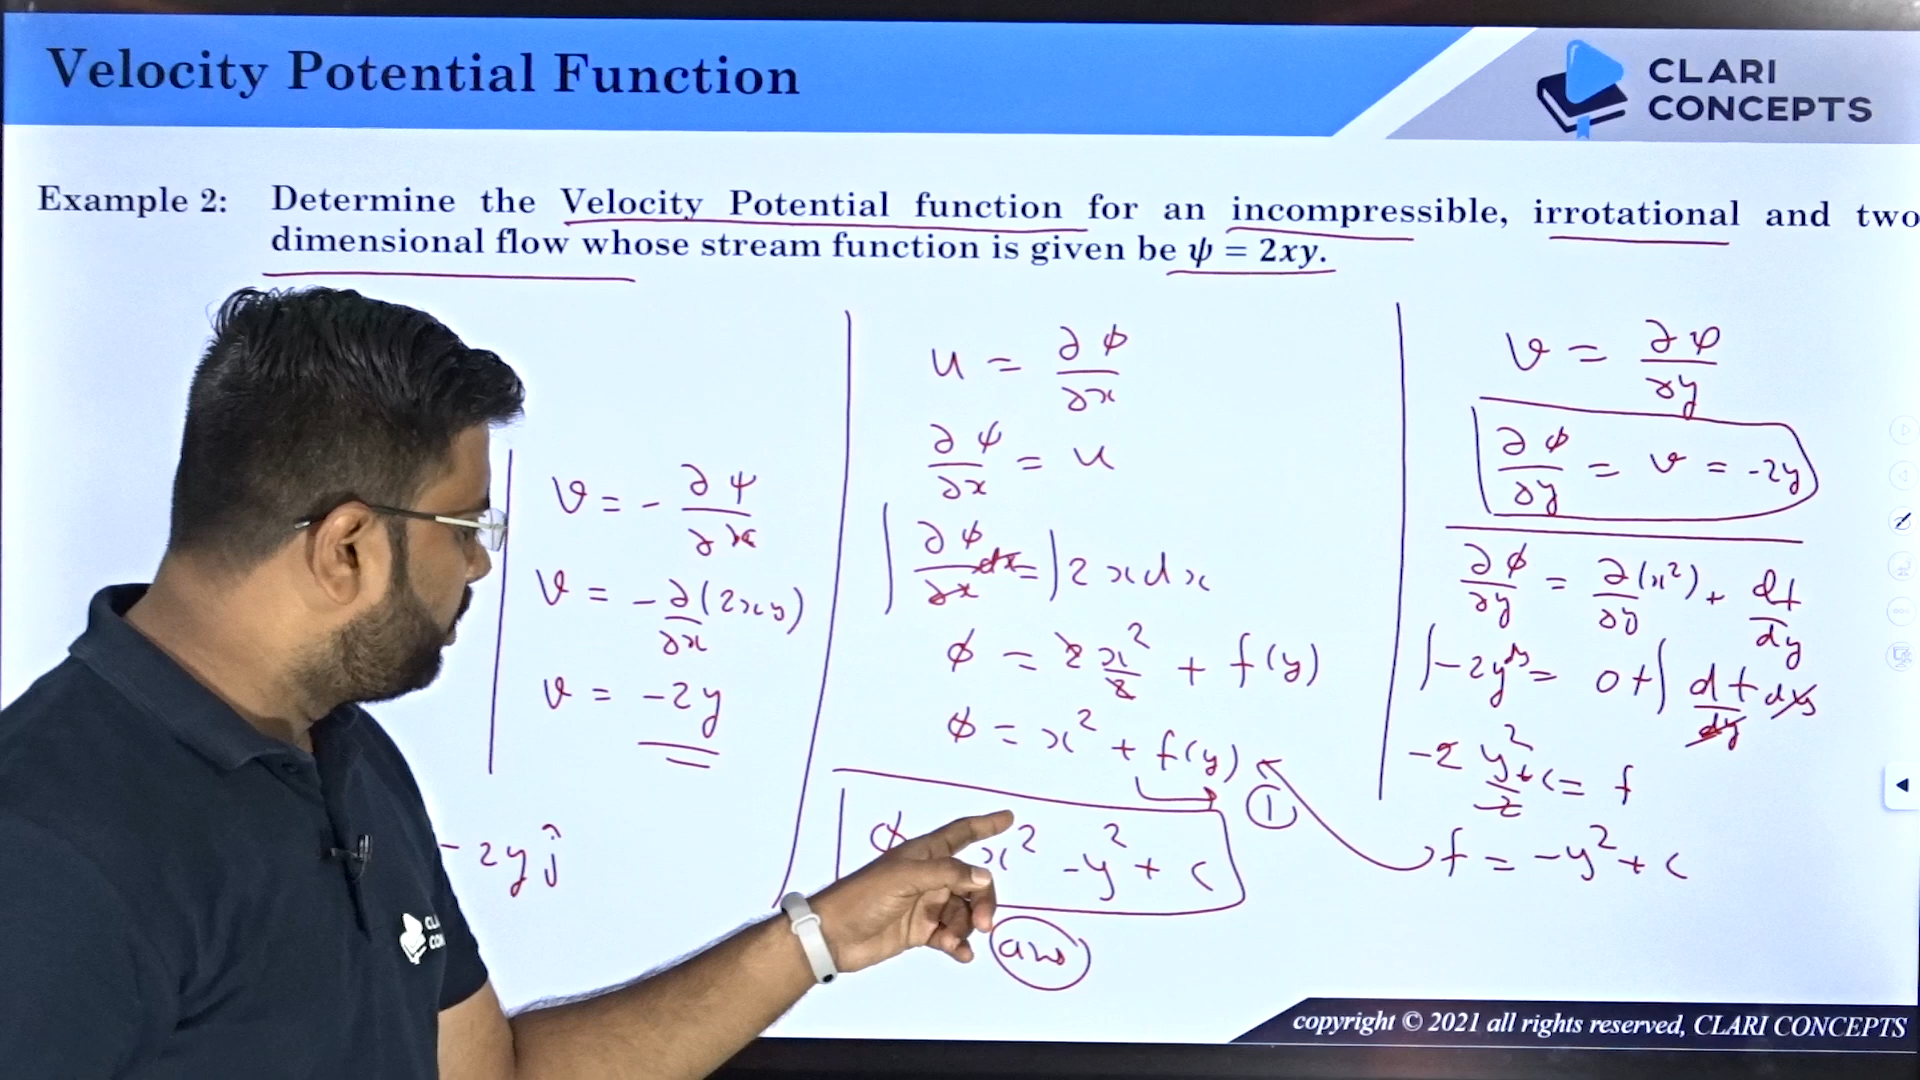 Velocity Potential Function
CLARI
CONCEPTS
Example 2: Determine the Velocity Potential function for an incompressible, irrotational and two
dimensional flow whose stream function is given be ψ = 2xy.
v = - ∂ψ/∂x
v = - ∂/∂x (2xy)
v = -2y
- 2y ĵ
u = ∂φ/∂x
∂φ/∂x = u
∫ ∂φ/∂x dx = ∫ 2x dx
φ = 2 x²/2 + f(y)
φ = x² + f(y)
1
x² - y² + c
ans
v = ∂φ/∂y
∂φ/∂y = v = -2y
∂φ/∂y = ∂(x²)/∂y + df/dy
∫ -2y dy = 0 + ∫ df/dy dy
-2 y²/2 + c = f
f = -y² + c
CLA
CON
copyright © 2021 all rights reserved, CLARI CONCEPTS